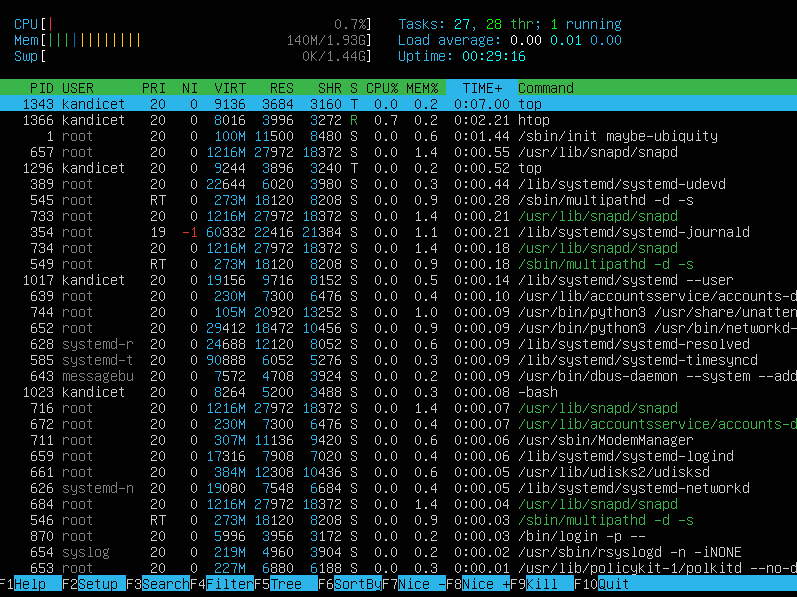 CPU[| 0.7%] Tasks: 27, 28 thr; 1 running
Mem[||||||||||||| 140M/1.93G] Load average: 0.00 0.01 0.00
Swp[ 0K/1.44G] Uptime: 00:29:16
PID USER PRI NI VIRT RES SHR S CPU% MEM% TIME+ Command
1343 kandicet 20 0 9136 3684 3160 T 0.0 0.2 0:07.00 top
1366 kandicet 20 0 8016 3996 3272 R 0.7 0.2 0:02.21 htop
1 root 20 0 100M 11500 8480 S 0.0 0.6 0:01.44 /sbin/init maybe-ubiquity
657 root 20 0 1216M 27972 18372 S 0.0 1.4 0:00.55 /usr/lib/snapd/snapd
1296 kandicet 20 0 9244 3896 3240 T 0.0 0.2 0:00.52 top
389 root 20 0 22644 6020 3980 S 0.0 0.3 0:00.44 /lib/systemd/systemd-udevd
545 root RT 0 273M 18120 8208 S 0.0 0.9 0:00.28 /sbin/multipathd -d -s
733 root 20 0 1216M 27972 18372 S 0.0 1.4 0:00.21 /usr/lib/snapd/snapd
354 root 19 -1 60332 22416 21384 S 0.0 1.1 0:00.21 /lib/systemd/systemd-journald
734 root 20 0 1216M 27972 18372 S 0.0 1.4 0:00.18 /usr/lib/snapd/snapd
549 root RT 0 273M 18120 8208 S 0.0 0.9 0:00.18 /sbin/multipathd -d -s
1017 kandicet 20 0 19156 9716 8152 S 0.0 0.5 0:00.14 /lib/systemd/systemd --user
639 root 20 0 230M 7300 6476 S 0.0 0.4 0:00.10 /usr/lib/accountsservice/accounts-d
744 root 20 0 105M 20920 13252 S 0.0 1.0 0:00.09 /usr/bin/python3 /usr/share/unatten
652 root 20 0 29412 18472 10456 S 0.0 0.9 0:00.09 /usr/bin/python3 /usr/bin/networkd-
628 systemd-r 20 0 24688 12120 8052 S 0.0 0.6 0:00.09 /lib/systemd/systemd-resolved
585 systemd-t 20 0 90888 6052 5276 S 0.0 0.3 0:00.09 /lib/systemd/systemd-timesyncd
643 messagebu 20 0 7572 4708 3924 S 0.0 0.2 0:00.09 /usr/bin/dbus-daemon --system --add
1023 kandicet 20 0 8264 5200 3488 S 0.0 0.3 0:00.08 -bash
716 root 20 0 1216M 27972 18372 S 0.0 1.4 0:00.07 /usr/lib/snapd/snapd
672 root 20 0 230M 7300 6476 S 0.0 0.4 0:00.07 /usr/lib/accountsservice/accounts-d
711 root 20 0 307M 11136 9420 S 0.0 0.6 0:00.06 /usr/sbin/ModemManager
659 root 20 0 17316 7908 7020 S 0.0 0.4 0:00.06 /lib/systemd/systemd-logind
661 root 20 0 384M 12308 10436 S 0.0 0.6 0:00.05 /usr/lib/udisks2/udisksd
626 systemd-n 20 0 19080 7548 6684 S 0.0 0.4 0:00.05 /lib/systemd/systemd-networkd
684 root 20 0 1216M 27972 18372 S 0.0 1.4 0:00.04 /usr/lib/snapd/snapd
546 root RT 0 273M 18120 8208 S 0.0 0.9 0:00.03 /sbin/multipathd -d -s
870 root 20 0 5996 3956 3172 S 0.0 0.2 0:00.03 /bin/login -p --
654 syslog 20 0 219M 4960 3904 S 0.0 0.2 0:00.02 /usr/sbin/rsyslogd -n -iNONE
653 root 20 0 227M 6880 6188 S 0.0 0.3 0:00.01 /usr/lib/policykit-1/polkitd --no-d
F1Help F2Setup F3SearchF4FilterF5Tree F6SortByF7Nice -F8Nice +F9Kill F10Quit